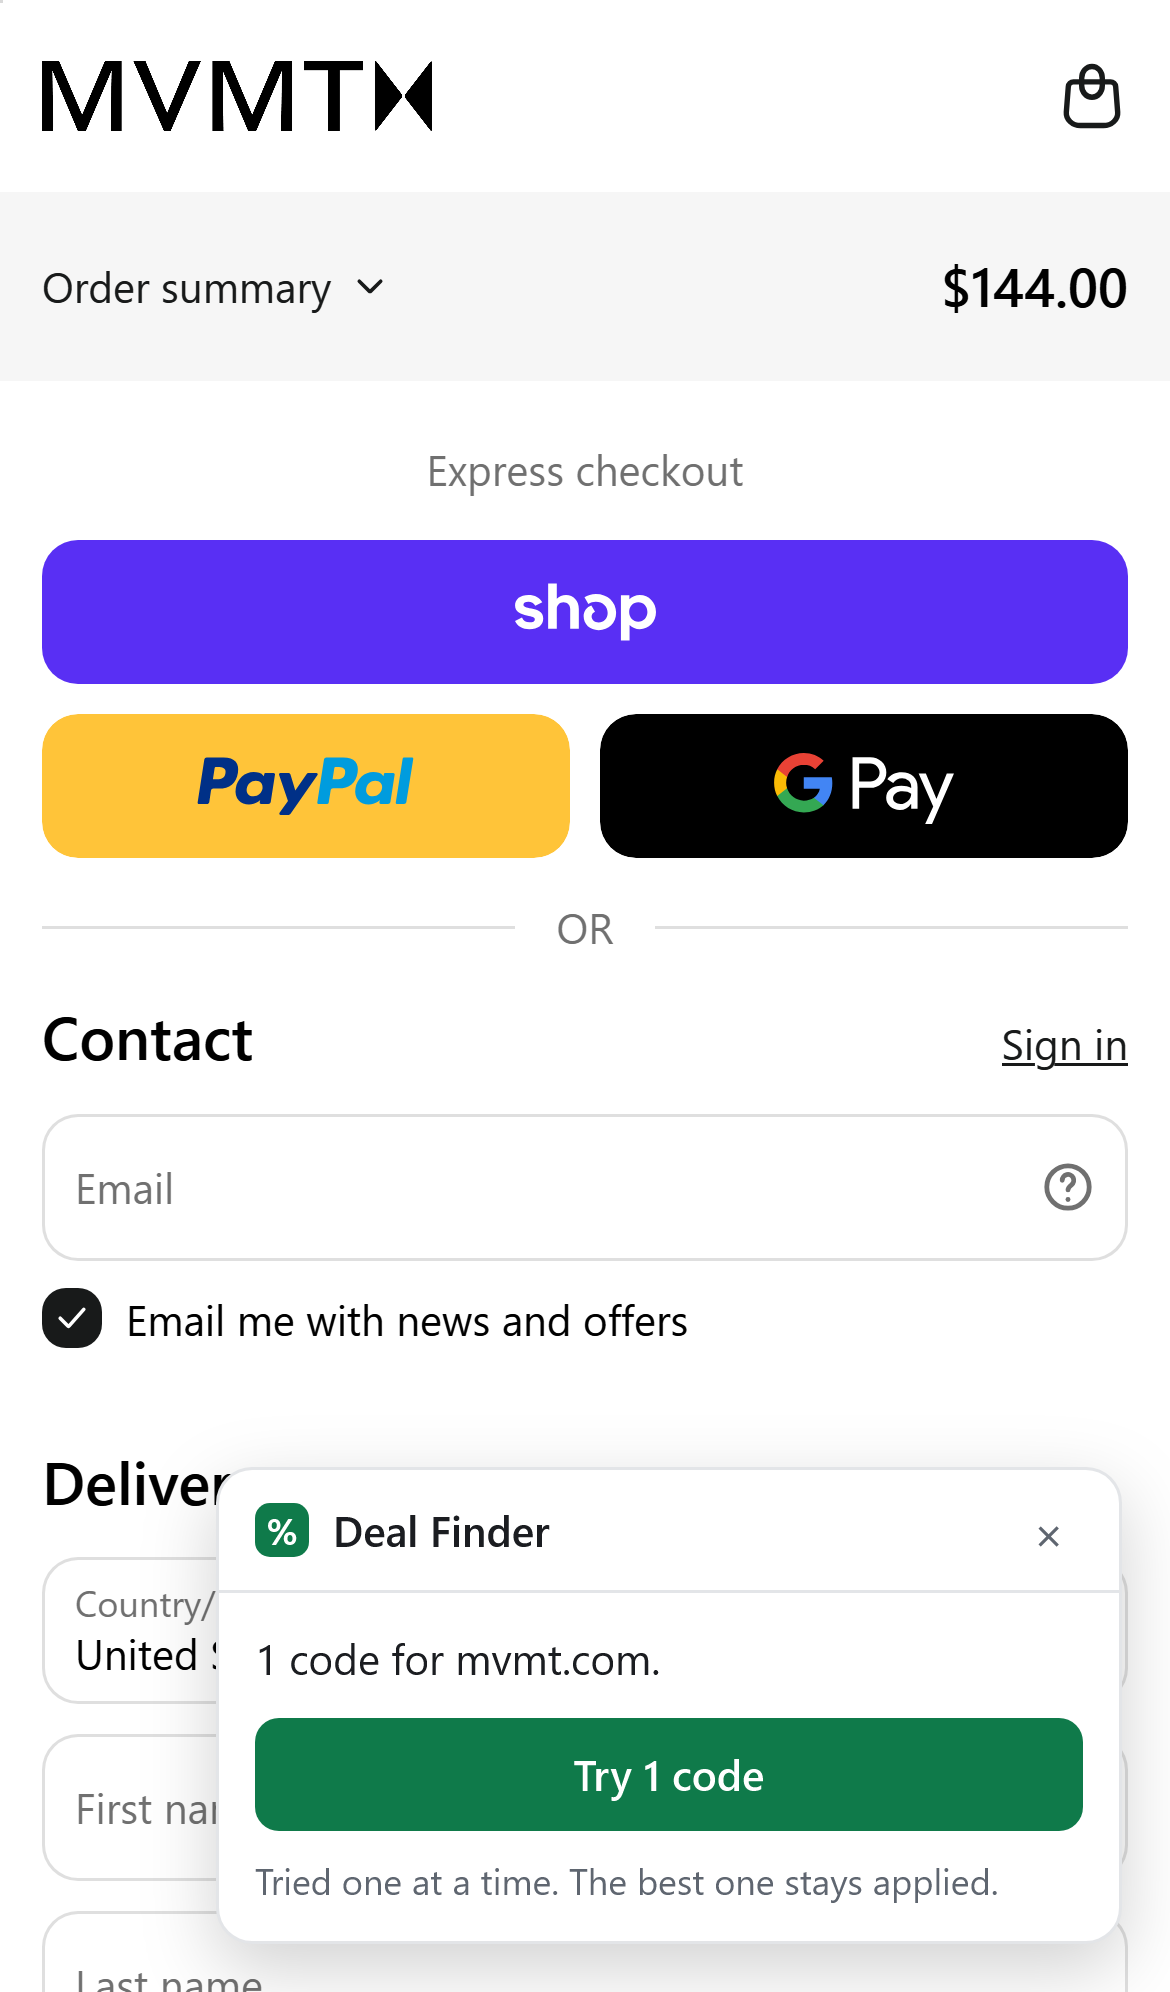 MVMT
Order summary
$144.00
Express checkout
shop
PayPal
G Pay
OR
Contact
Sign in
Email
Email me with news and offers
Deliver
% Deal Finder
Country/
United
1 code for mvmt.com.
Try 1 code
First
Tried one at a time. The best one stays applied.
Last name